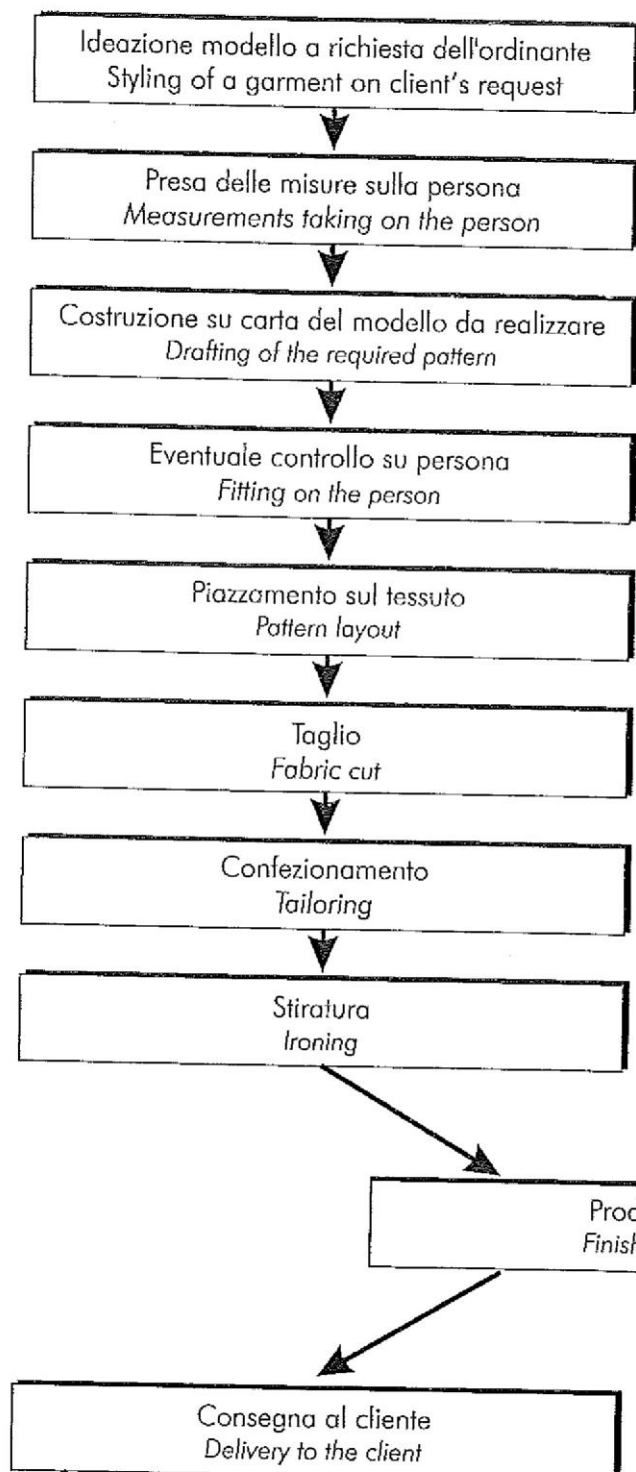 Ideazione modello a richiesta dell'ordinante
Styling of a garment on client's request
Presa delle misure sulla persona
Measurements taking on the person
Costruzione su carta del modello da realizzare
Drafting of the required pattern
Eventuale controllo su persona
Fitting on the person
Piazzamento sul tessuto
Pattern layout
Taglio
Fabric cut
Confezionamento
Tailoring
Stiratura
Ironing
Consegna al cliente
Delivery to the client